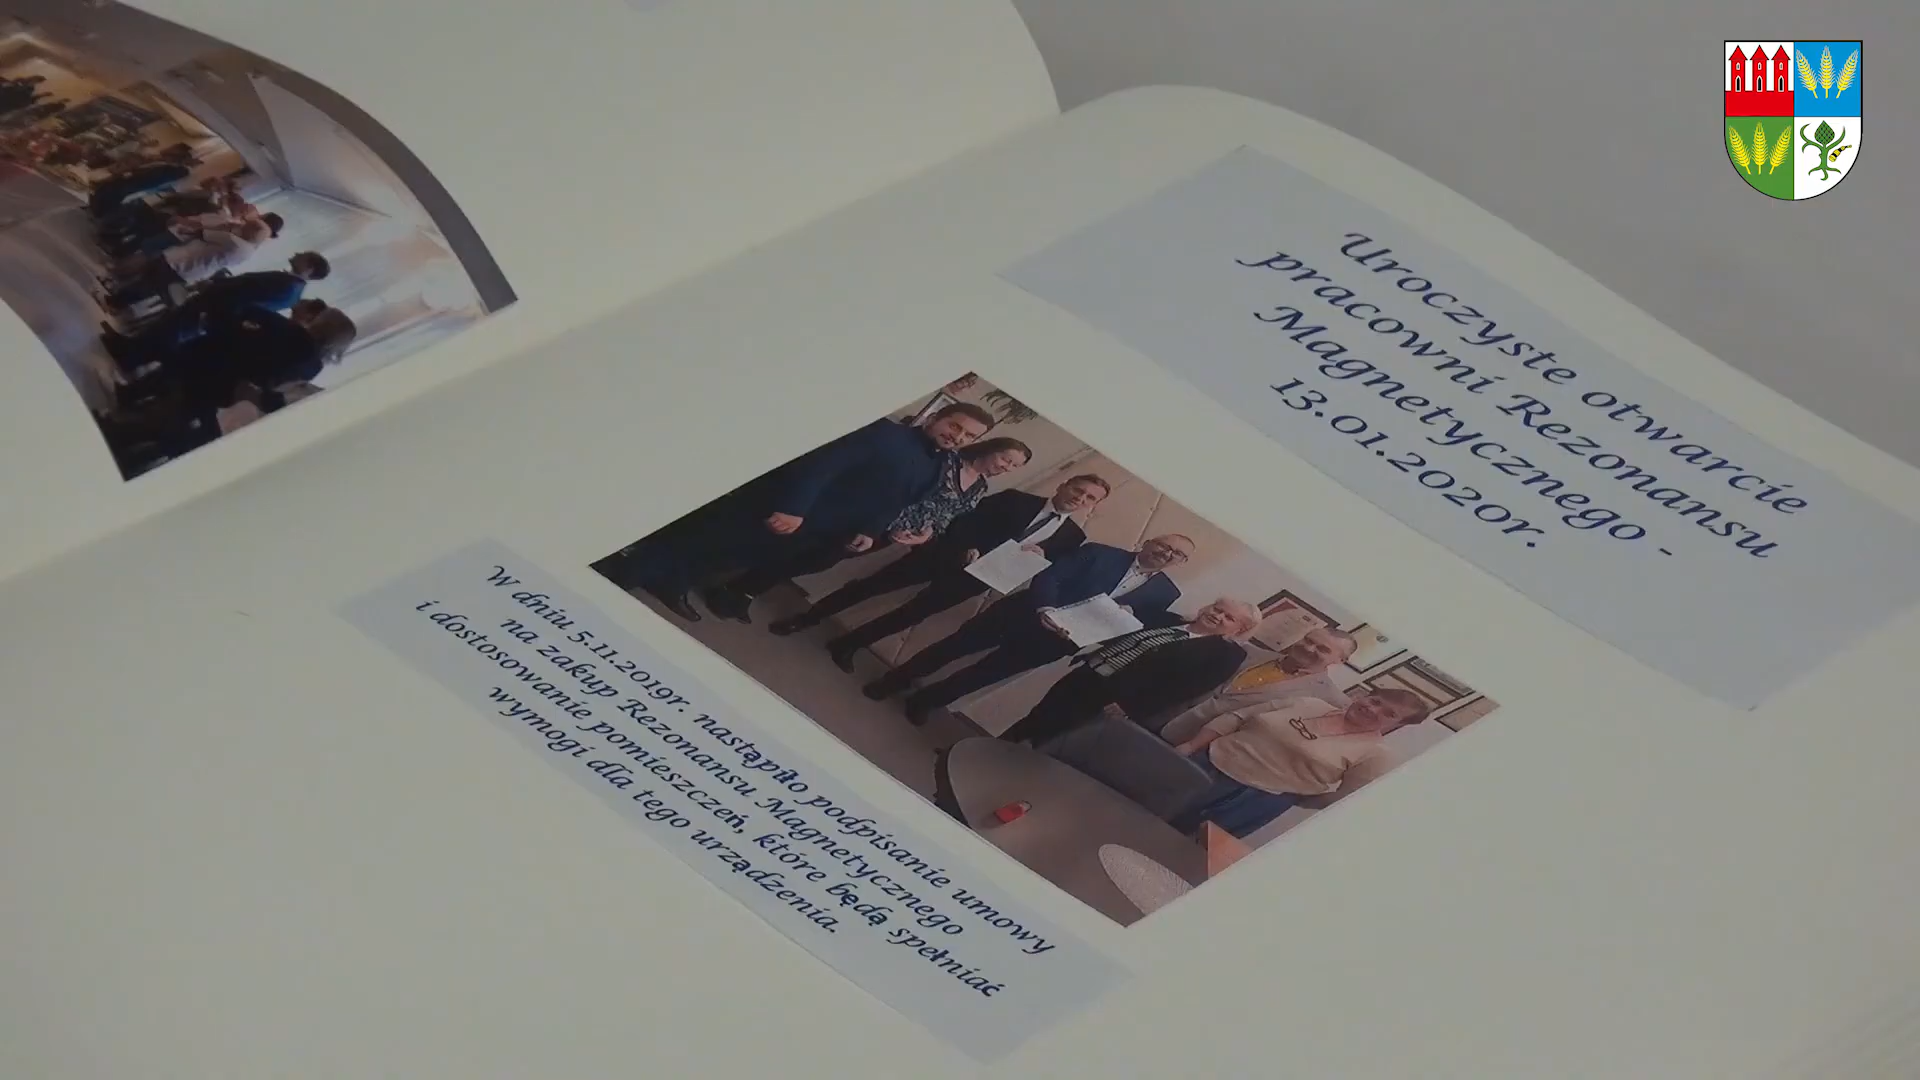 Uroczyste otwarcie
pracowni Rezonansu
Magnetycznego -
13.01.2020r.
W dniu 5.11.2019r. nastąpiło podpisanie umowy
na zakup Rezonansu Magnetycznego
i dostosowanie pomieszczeń, które będą spełniać
wymogi dla tego urządzenia.